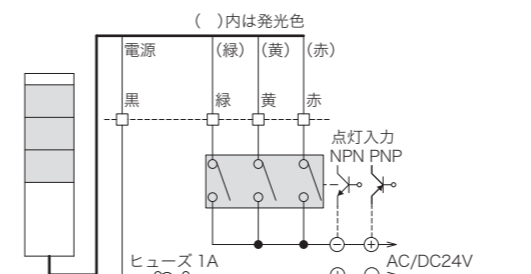 ( )内は発光色
電源 (緑) (黄) (赤)
黒 緑 黄 赤
点灯入力
NPN PNP
ヒューズ 1A
AC/DC24V